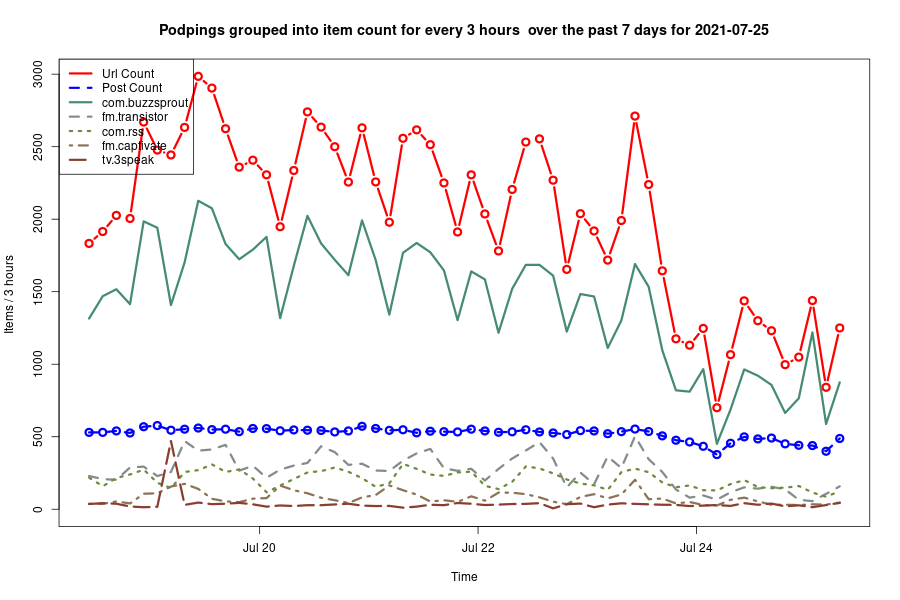 Podpings grouped into item count for every 3 hours  over the past 7 days for 2021-07-25
Url Count
Post Count
com.buzzsprout
fm.transistor
com.rss
fm.captivate
tv.3speak
Items / 3 hours
3000
2500
2000
1500
1000
500
0
Jul 20
Jul 22
Jul 24
Time